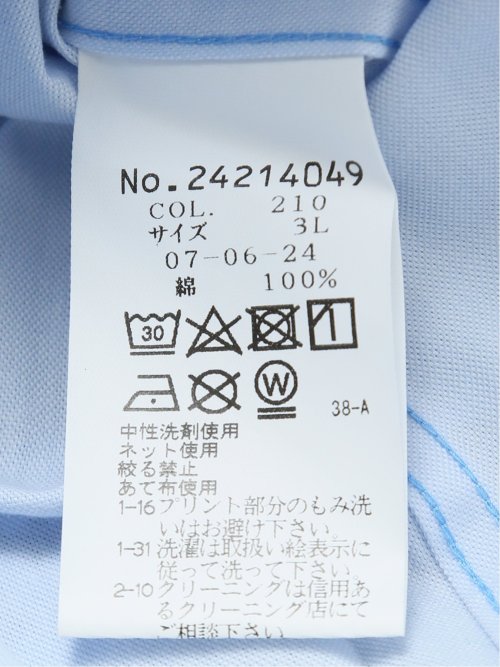 No.24214049
COL. 210
サイズ 3L
07-06-24
綿 100%
30
W
38-A
中性洗剤使用
ネット使用
絞る禁止
あて布使用
1-16プリント部分のもみ洗
いはお避け下さい。
1-31洗濯は取扱い絵表示に
従って洗って下さい。
2-10クリーニングは信用あ
るクリーニング店にて
ご相談下さい